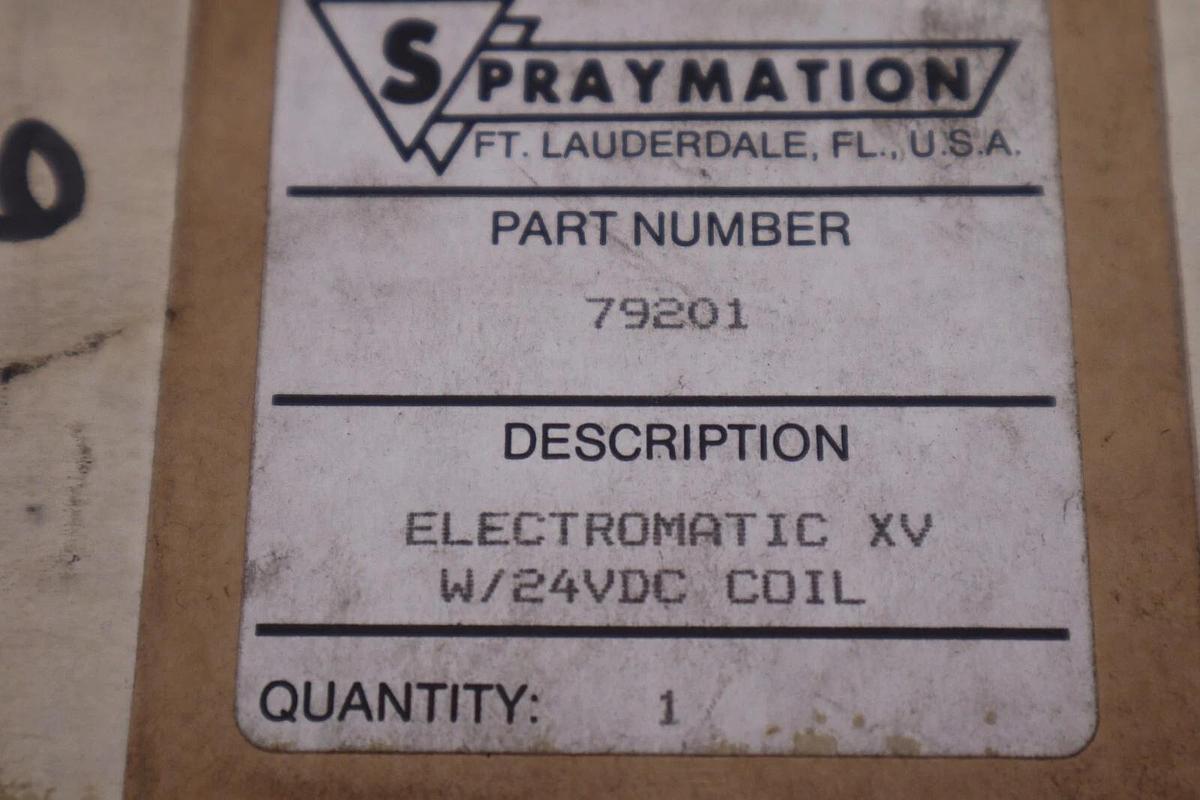 SPRAYMATION
FT. LAUDERDALE, FL., U.S.A.
PART NUMBER
79201
DESCRIPTION
ELECTROMATIC XV
W/24VDC COIL
QUANTITY: 1